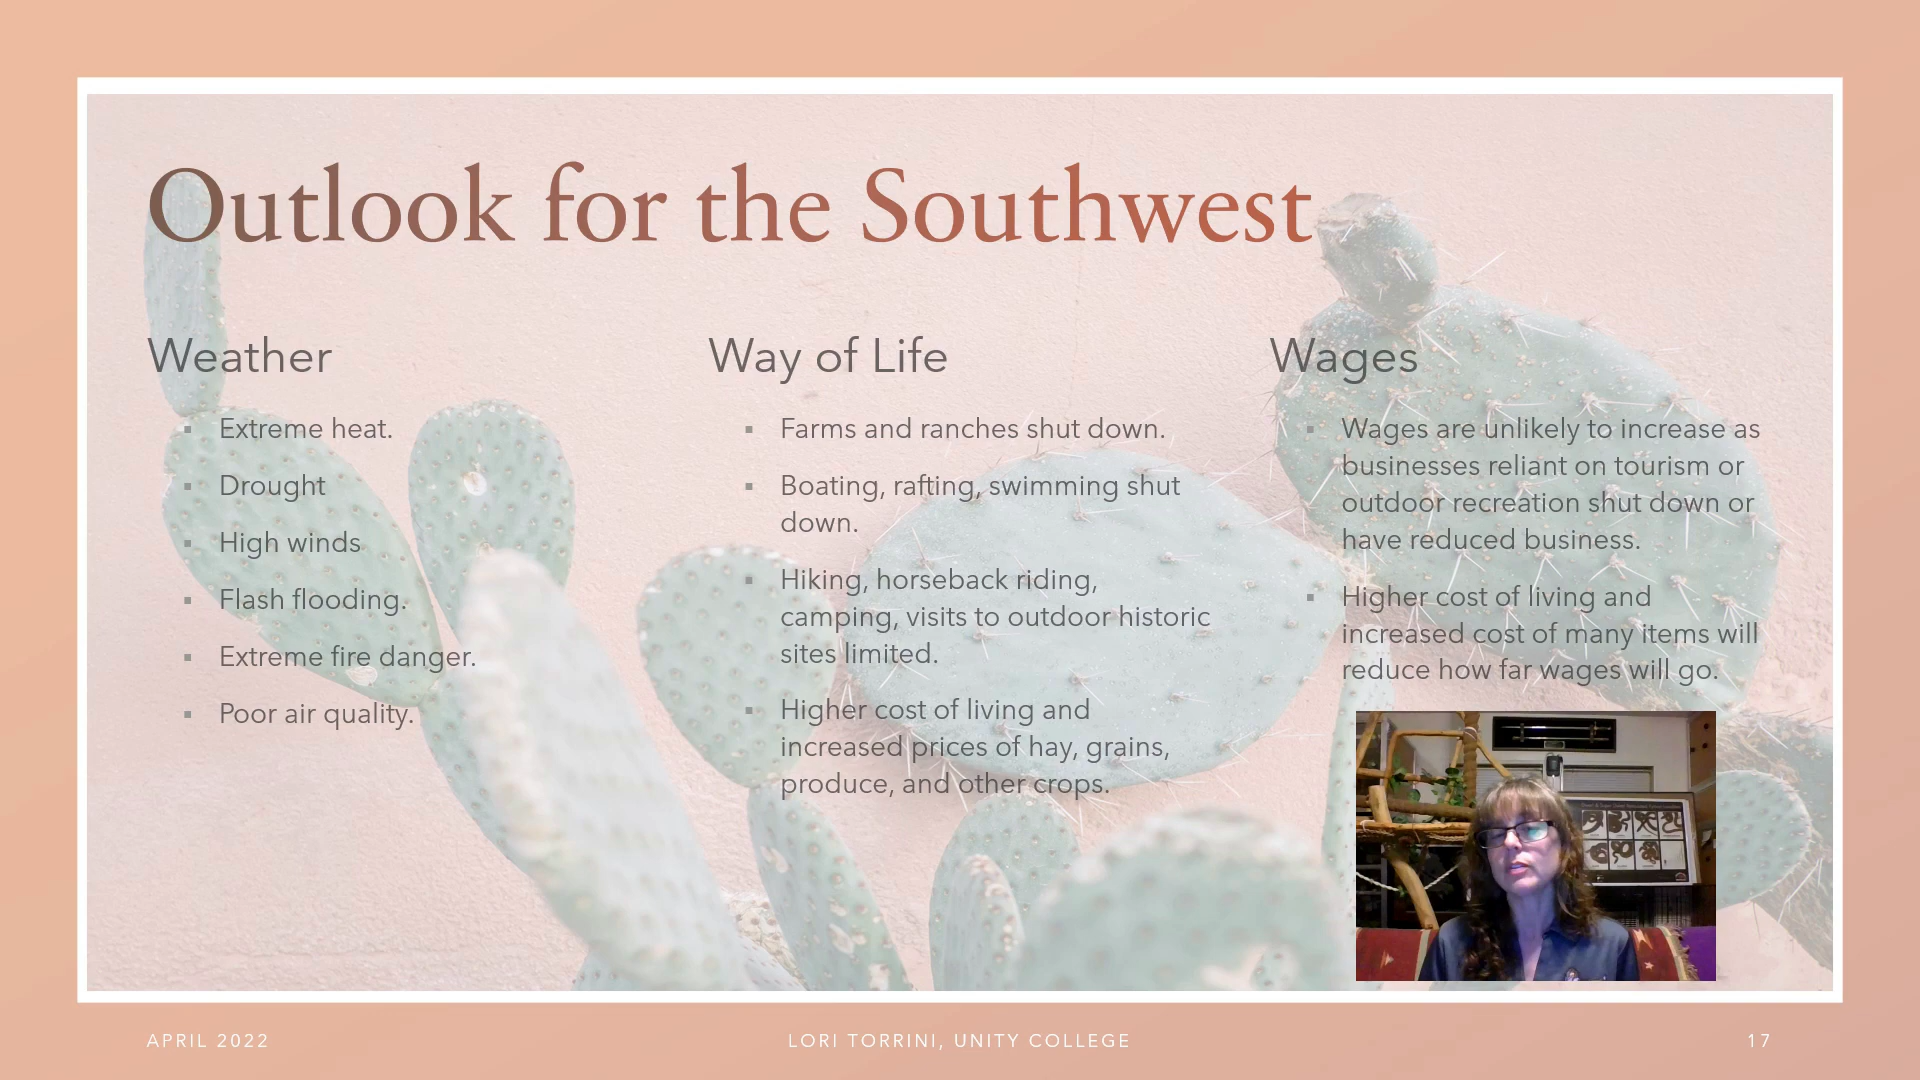 Outlook for the Southwest
Weather
Extreme heat.
Drought
High winds
Flash flooding.
Extreme fire danger.
Poor air quality.
Way of Life
Farms and ranches shut down.
Boating, rafting, swimming shut
down.
Hiking, horseback riding,
camping, visits to outdoor historic
sites limited.
Higher cost of living and
increased prices of hay, grains,
produce, and other crops.
Wages
Wages are unlikely to increase as
businesses reliant on tourism or
outdoor recreation shut down or
have reduced business.
Higher cost of living and
increased cost of many items will
reduce how far wages will go.
APRIL 2022
LORI TORRINI, UNITY COLLEGE
17